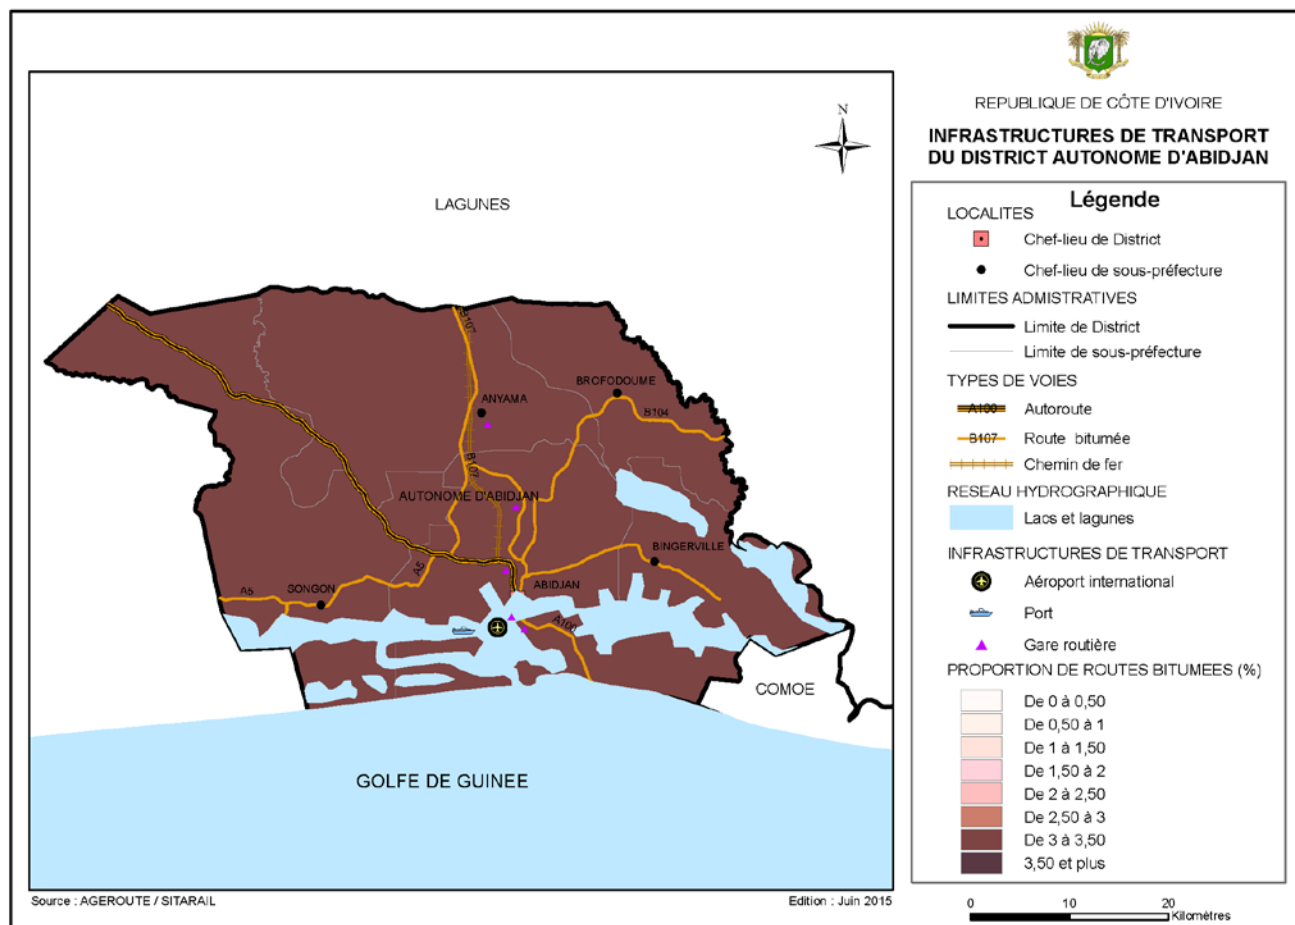 REPUBLIQUE DE CÔTE D'IVOIRE
INFRASTRUCTURES DE TRANSPORT
DU DISTRICT AUTONOME D'ABIDJAN
N
LAGUNES
B107
BROFODOUME
ANYAMA
B104
B107
AUTONOME D'ABIDJAN
BINGERVILLE
A5
SONGON
A5
ABIDJAN
A100
COMOE
GOLFE DE GUINEE
Légende
LOCALITES
Chef-lieu de District
Chef-lieu de sous-préfecture
LIMITES ADMISTRATIVES
Limite de District
Limite de sous-préfecture
TYPES DE VOIES
A100 Autoroute
B107 Route bitumée
Chemin de fer
RESEAU HYDROGRAPHIQUE
Lacs et lagunes
INFRASTRUCTURES DE TRANSPORT
Aéroport international
Port
Gare routière
PROPORTION DE ROUTES BITUMEES (%)
De 0 à 0,50
De 0,50 à 1
De 1 à 1,50
De 1,50 à 2
De 2 à 2,50
De 2,50 à 3
De 3 à 3,50
3,50 et plus
Source : AGEROUTE / SITARAIL
Edition : Juin 2015
0 10 20
Kilomètres